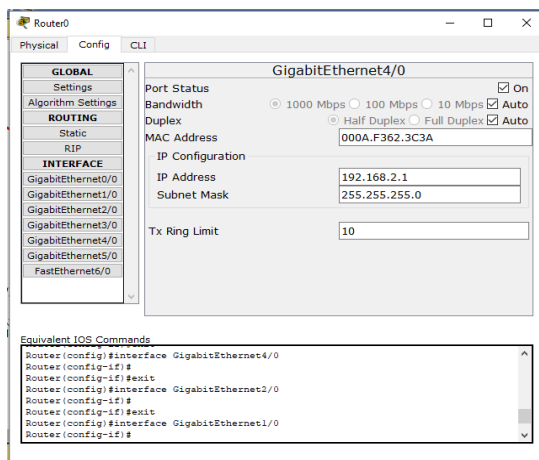 Router0
Physical Config CLI
GLOBAL
Settings
Algorithm Settings
ROUTING
Static
RIP
INTERFACE
GigabitEthernet0/0
GigabitEthernet1/0
GigabitEthernet2/0
GigabitEthernet3/0
GigabitEthernet4/0
GigabitEthernet5/0
FastEthernet6/0
GigabitEthernet4/0
Port Status On
Bandwidth 1000 Mbps 100 Mbps 10 Mbps Auto
Duplex Half Duplex Full Duplex Auto
MAC Address 000A.F362.3C3A
IP Configuration
IP Address 192.168.2.1
Subnet Mask 255.255.255.0
Tx Ring Limit 10
Equivalent IOS Commands
Router(config)#interface GigabitEthernet4/0
Router(config-if)#
Router(config-if)#exit
Router(config)#interface GigabitEthernet2/0
Router(config-if)#
Router(config-if)#exit
Router(config)#interface GigabitEthernet1/0
Router(config-if)#